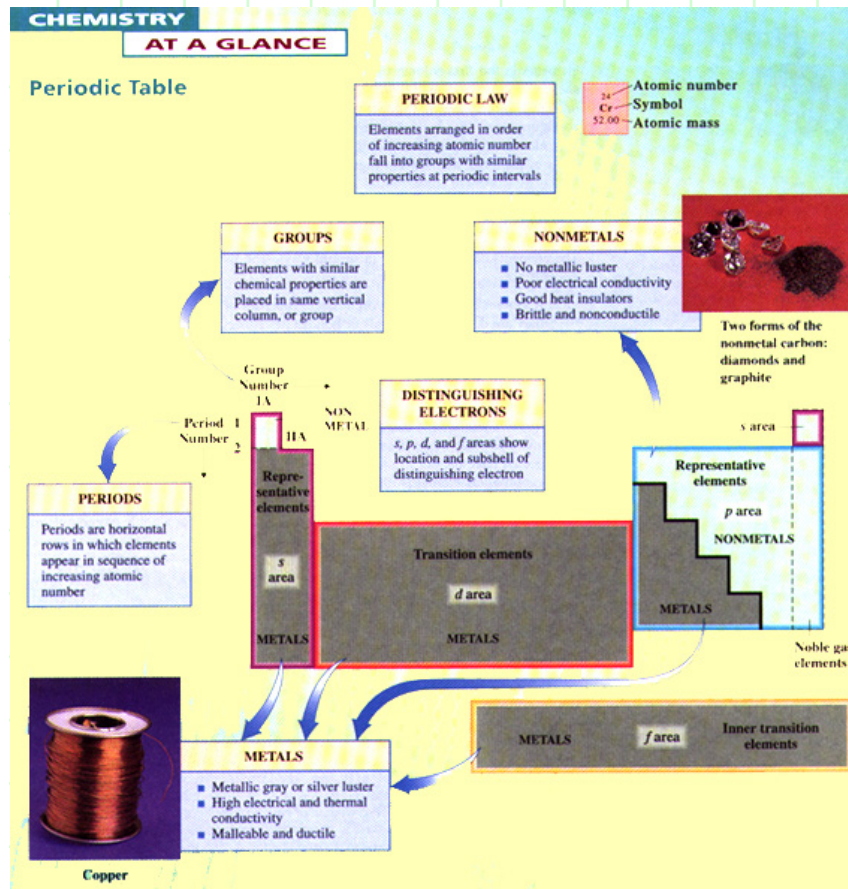 CHEMISTRY
AT A GLANCE
Periodic Table
PERIODIC LAW
Elements arranged in order
of increasing atomic number
fall into groups with similar
properties at periodic intervals
24
Cr
52.00
Atomic number
Symbol
Atomic mass
GROUPS
Elements with similar
chemical properties are
placed in same vertical
column, or group
NONMETALS
■ No metallic luster
■ Poor electrical conductivity
■ Good heat insulators
■ Brittle and nonconductile
Two forms of the
nonmetal carbon:
diamonds and
graphite
Group
Number
IA
NON
METAL
Period
Number
1
2
IIA
DISTINGUISHING
ELECTRONS
s, p, d, and f areas show
location and subshell of
distinguishing electron
s area
PERIODS
Periods are horizontal
rows in which elements
appear in sequence of
increasing atomic
number
Repre-
sentative
elements
s
area
METALS
Transition elements
d area
METALS
Representative
elements
p area
NONMETALS
METALS
Noble gas
elements
METALS
f area
Inner transition
elements
METALS
■ Metallic gray or silver luster
■ High electrical and thermal
conductivity
■ Malleable and ductile
Copper